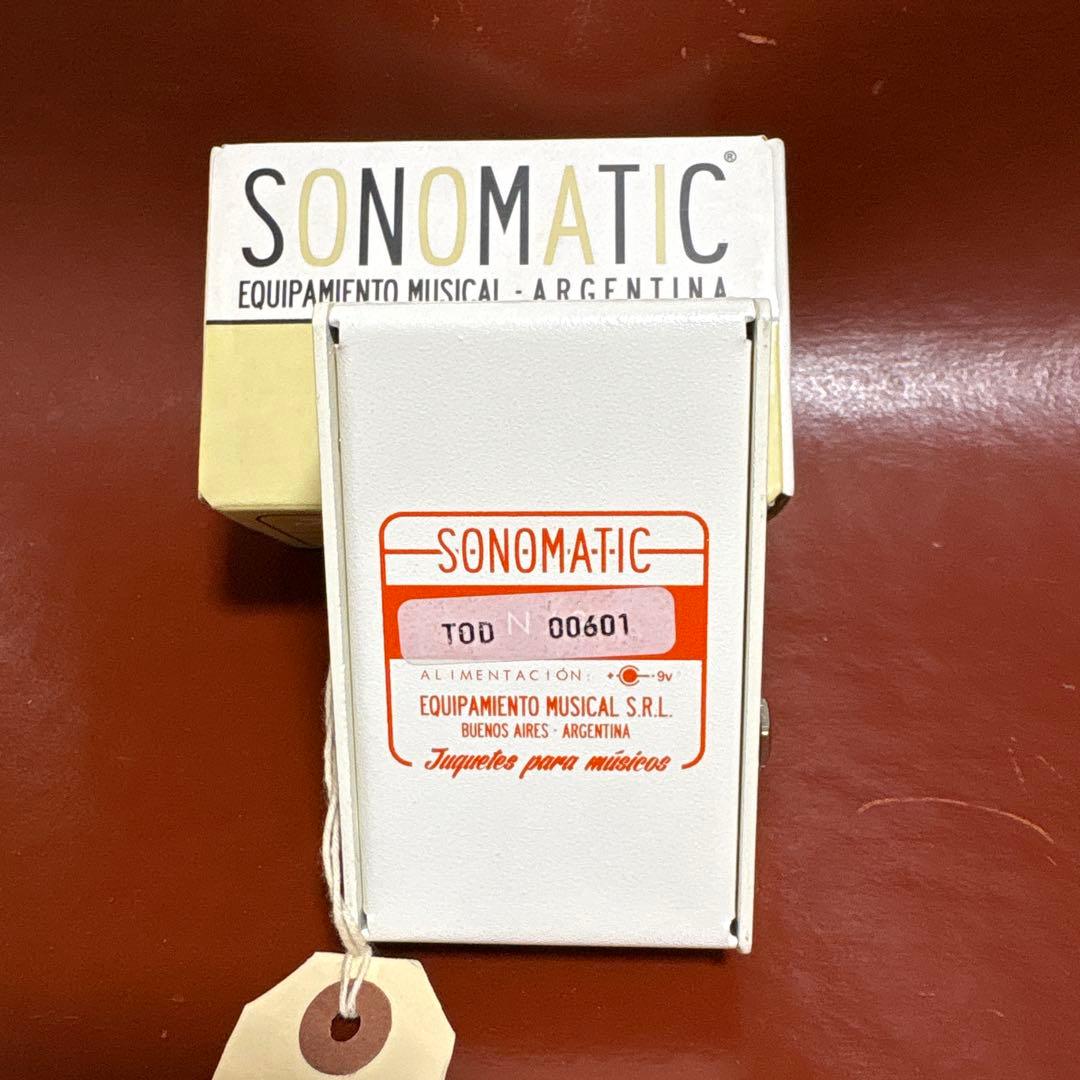 SONOMATIC®
EQUIPAMIENTO MUSICAL - ARGENTINA
SONOMATIC
TOD 00601
ALIMENTACIÓN: + - 9v
EQUIPAMIENTO MUSICAL S.R.L.
BUENOS AIRES · ARGENTINA
Juguetes para músicos